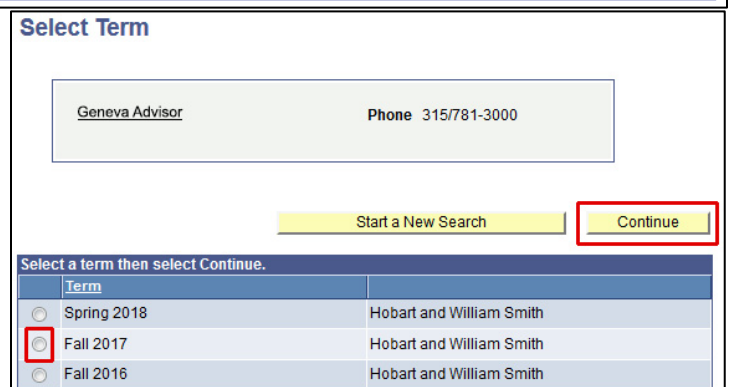 Select Term
Geneva Advisor Phone 315/781-3000
Start a New Search Continue
Select a term then select Continue.
Term
Spring 2018 Hobart and William Smith
Fall 2017 Hobart and William Smith
Fall 2016 Hobart and William Smith